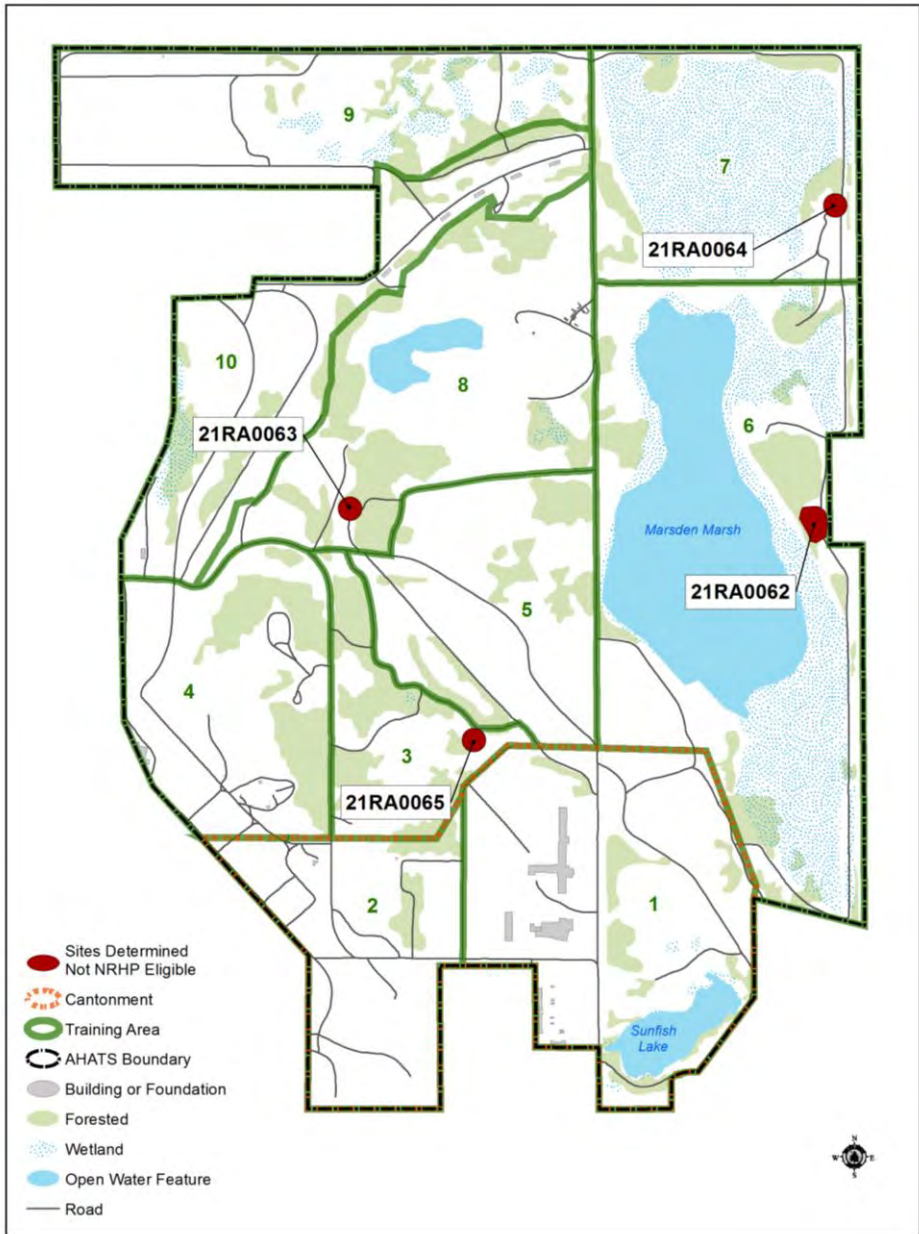 9
7
21RA0064
10
8
6
21RA0063
Marsden Marsh
21RA0062
5
4
3
21RA0065
2
1
Sunfish
Lake
Sites Determined
Not NRHP Eligible
Cantonment
Training Area
AHATS Boundary
Building or Foundation
Forested
Wetland
Open Water Feature
Road
N
W
E
S